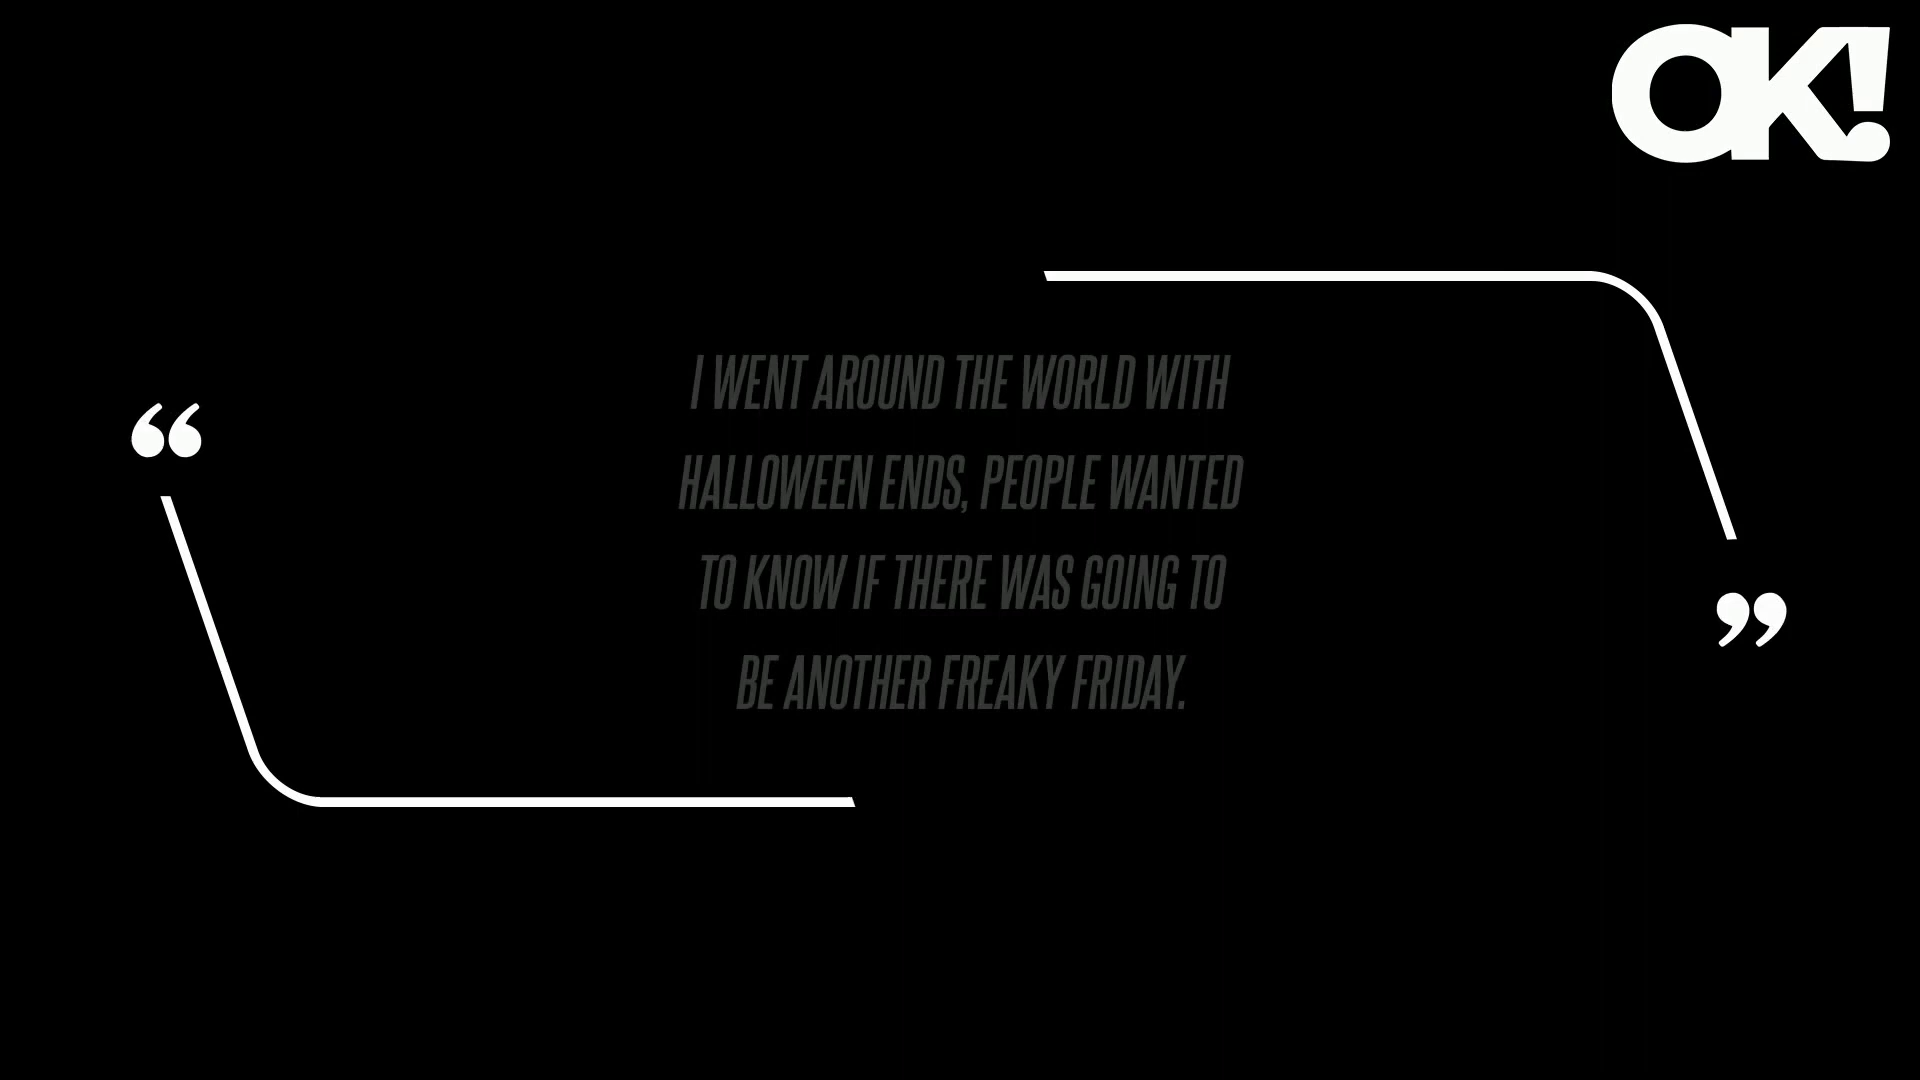 OK!
“
I WENT AROUND THE WORLD WITH
HALLOWEEN ENDS, PEOPLE WANTED
TO KNOW IF THERE WAS GOING TO
BE ANOTHER FREAKY FRIDAY.
”